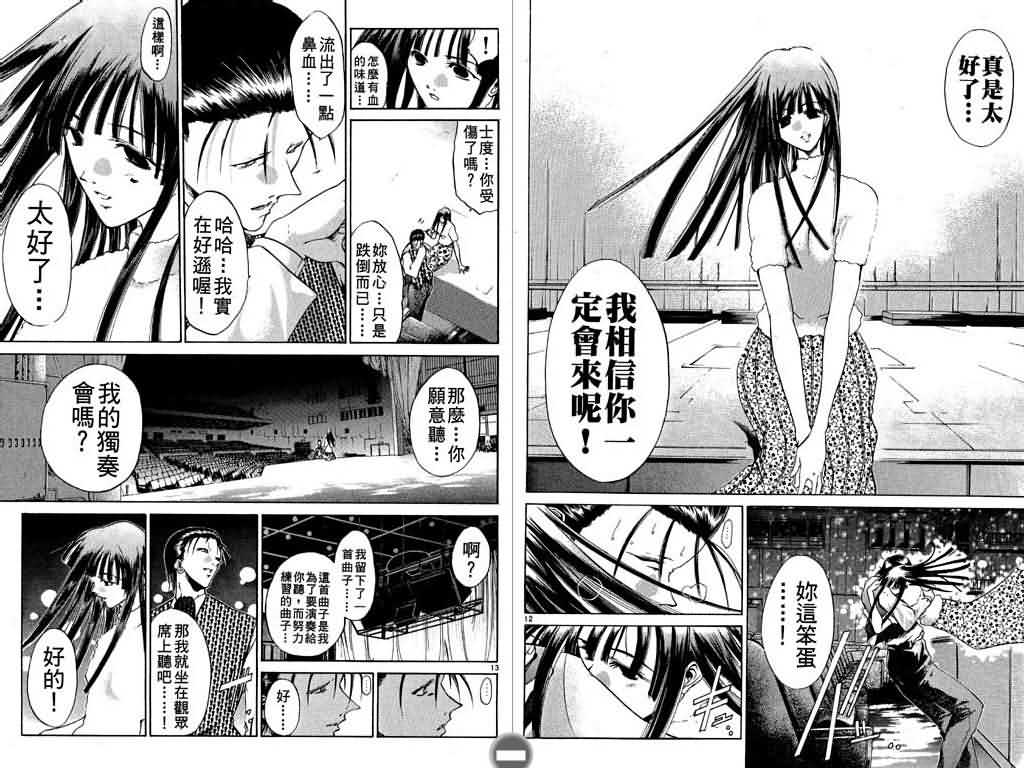 真是太
好了…
我相信你一
定會來呢！
妳這笨蛋
……！
ギュッ
12
！
怎麼有血
的味道…
士度…你受
傷了嗎？
妳放心…只是
跌倒而已……
流出了一點
鼻血……
哈哈…我實
在好遜喔！
這樣啊…
太好了…
那麼…你
願意聽…
我的獨奏
會嗎？
啊？
我留下了一
首曲子…
這首曲子是我
為了要演奏給
你聽，而努力
練習的曲子…
好……
那我就坐在觀眾
席上聽吧……！
好的！
13